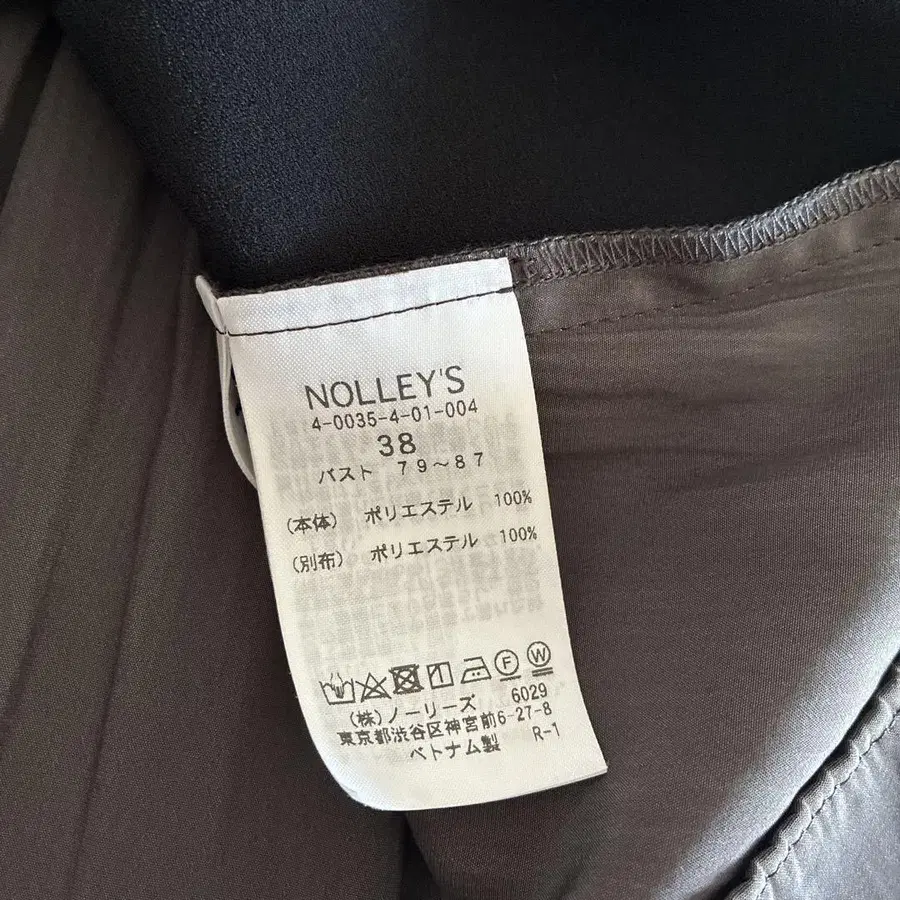 NOLLEY'S
4-0035-4-01-004
38
バスト 79～87
(本体) ポリエステル 100%
(別布) ポリエステル 100%
F W
(株)ノーリーズ 6029
東京都渋谷区神宮前6-27-8
ベトナム製 R-1